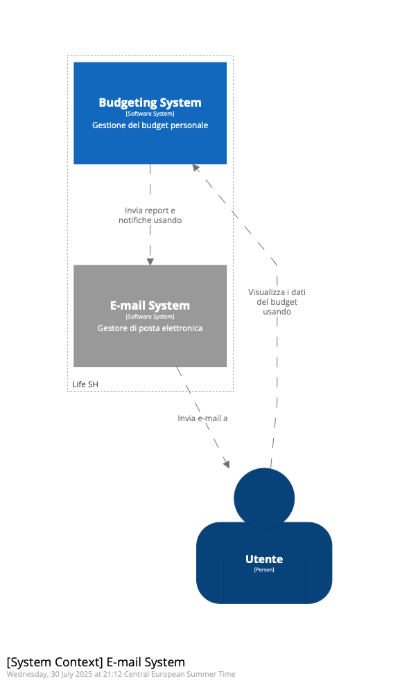 Budgeting System
[Software System]
Gestione del budget personale
Invia report e
notifiche usando
Visualizza i dati
del budget
usando
E-mail System
[Software System]
Gestore di posta elettronica
Life SH
Invia e-mail a
Utente
[Person]
[System Context] E-mail System
Wednesday, 30 July 2025 at 21:12 Central European Summer Time